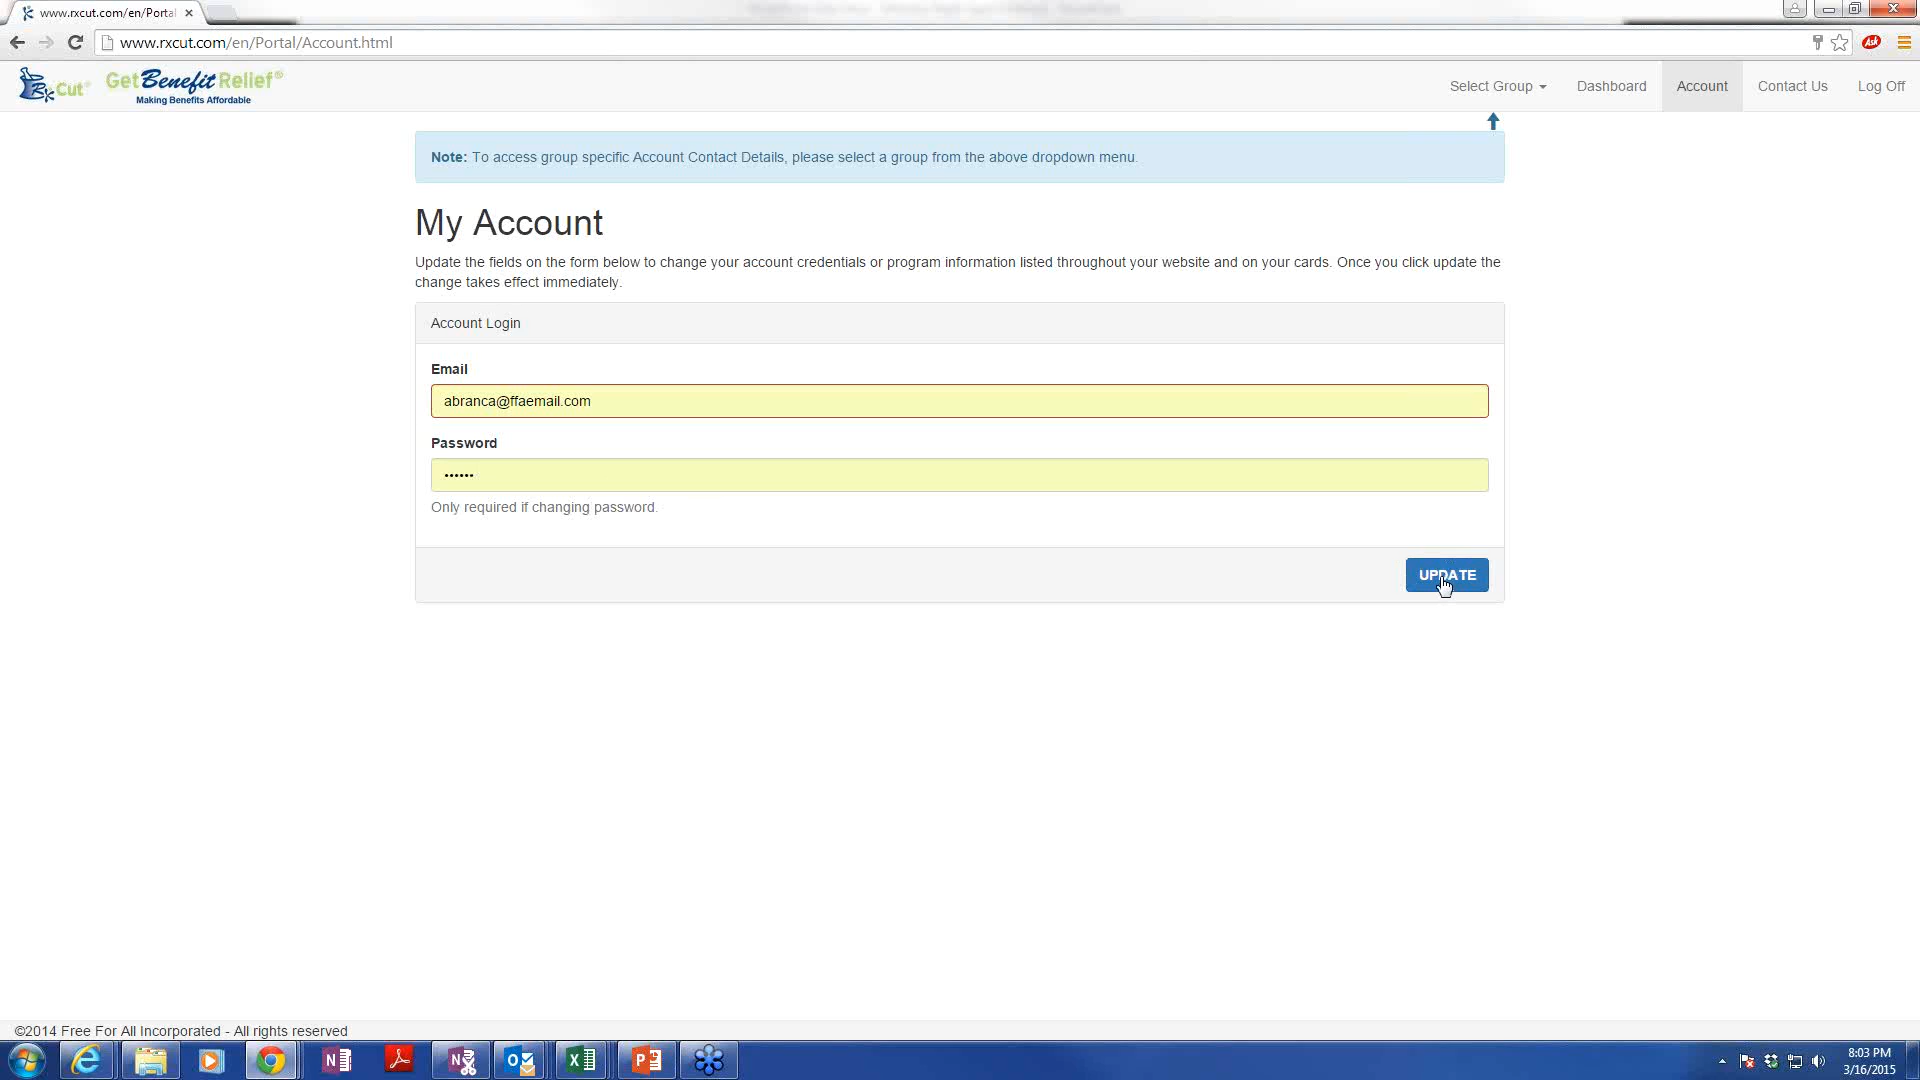 www.rxcut.com/en/Portal
www.rxcut.com/en/Portal/Account.html
Ask
Rx Cut®
GetBenefit Relief®
Making Benefits Affordable
Select Group
Dashboard
Account
Contact Us
Log Off
Note: To access group specific Account Contact Details, please select a group from the above dropdown menu.
My Account
Update the fields on the form below to change your account credentials or program information listed throughout your website and on your cards. Once you click update the
change takes effect immediately.
Account Login
Email
abranca@ffaemail.com
Password
••••••
Only required if changing password.
UPDATE
©2014 Free For All Incorporated - All rights reserved
8:03 PM
3/16/2015